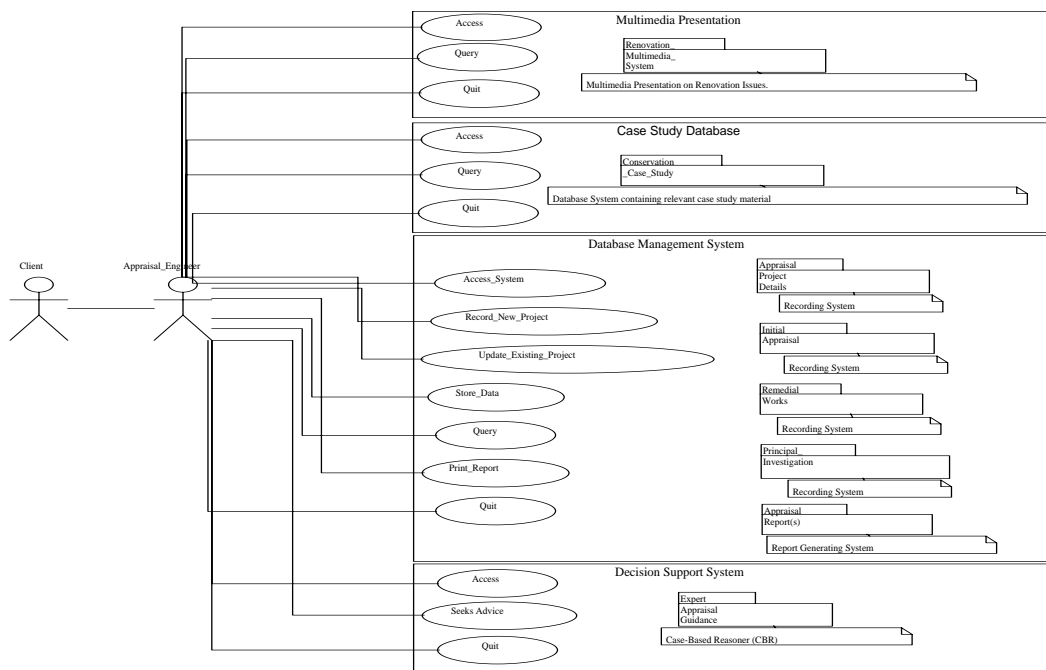 Multimedia Presentation
Access
Query
Quit
Renovation_
Multimedia_
System
Multimedia Presentation on Renovation Issues.
Case Study Database
Access
Query
Quit
Conservation
_Case_Study
Database System containing relevant case study material
Client
Appraisal_Engineer
Database Management System
Access_System
Record_New_Project
Update_Existing_Project
Store_Data
Query
Print_Report
Quit
Appraisal
Project
Details
Recording System
Initial
Appraisal
Recording System
Remedial
Works
Recording System
Principal_
Investigation
Recording System
Appraisal
Report(s)
Report Generating System
Decision Support System
Access
Seeks Advice
Quit
Expert
Appraisal
Guidance
Case-Based Reasoner (CBR)